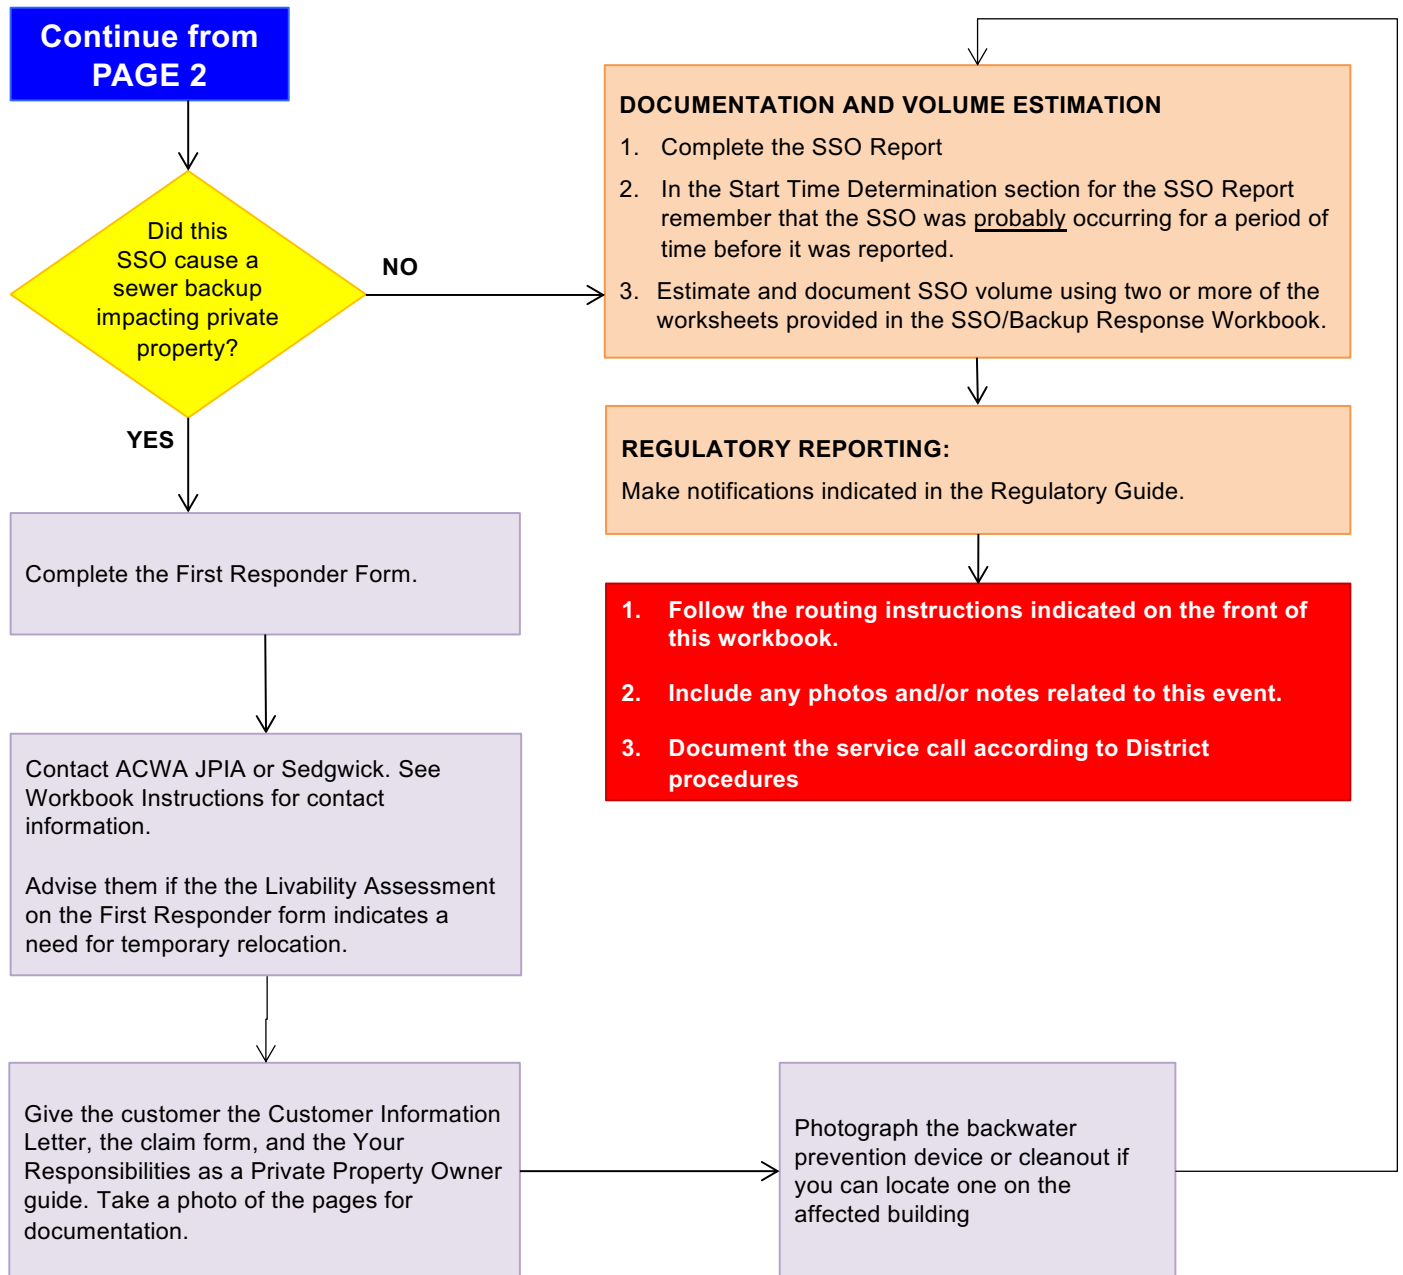 Continue from
PAGE 2
Did this
SSO cause a
sewer backup
impacting private
property?
NO
YES
DOCUMENTATION AND VOLUME ESTIMATION
1. Complete the SSO Report
2. In the Start Time Determination section for the SSO Report
remember that the SSO was probably occurring for a period of
time before it was reported.
3. Estimate and document SSO volume using two or more of the
worksheets provided in the SSO/Backup Response Workbook.
REGULATORY REPORTING:
Make notifications indicated in the Regulatory Guide.
1. Follow the routing instructions indicated on the front of
this workbook.
2. Include any photos and/or notes related to this event.
3. Document the service call according to District
procedures
Complete the First Responder Form.
Contact ACWA JPIA or Sedgwick. See
Workbook Instructions for contact
information.
Advise them if the the Livability Assessment
on the First Responder form indicates a
need for temporary relocation.
Give the customer the Customer Information
Letter, the claim form, and the Your
Responsibilities as a Private Property Owner
guide. Take a photo of the pages for
documentation.
Photograph the backwater
prevention device or cleanout if
you can locate one on the
affected building